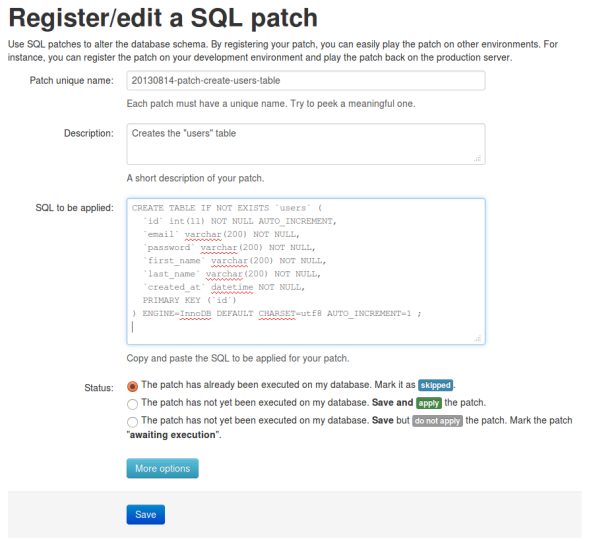 Register/edit a SQL patch
Use SQL patches to alter the database schema. By registering your patch, you can easily play the patch on other environments. For
instance, you can register the patch on your development environment and play the patch back on the production server.
Patch unique name:
20130814-patch-create-users-table
Each patch must have a unique name. Try to peek a meaningful one.
Description:
Creates the "users" table
A short description of your patch.
SQL to be applied:
CREATE TABLE IF NOT EXISTS `users` (
`id` int(11) NOT NULL AUTO_INCREMENT,
`email` varchar(200) NOT NULL,
`password` varchar(200) NOT NULL,
`first_name` varchar(200) NOT NULL,
`last_name` varchar(200) NOT NULL,
`created_at` datetime NOT NULL,
PRIMARY KEY (`id`)
) ENGINE=InnoDB DEFAULT CHARSET=utf8 AUTO_INCREMENT=1 ;
Copy and paste the SQL to be applied for your patch.
Status:
The patch has already been executed on my database. Mark it as skipped.
The patch has not yet been executed on my database. Save and apply the patch.
The patch has not yet been executed on my database. Save but do not apply the patch. Mark the patch
"awaiting execution".
More options
Save